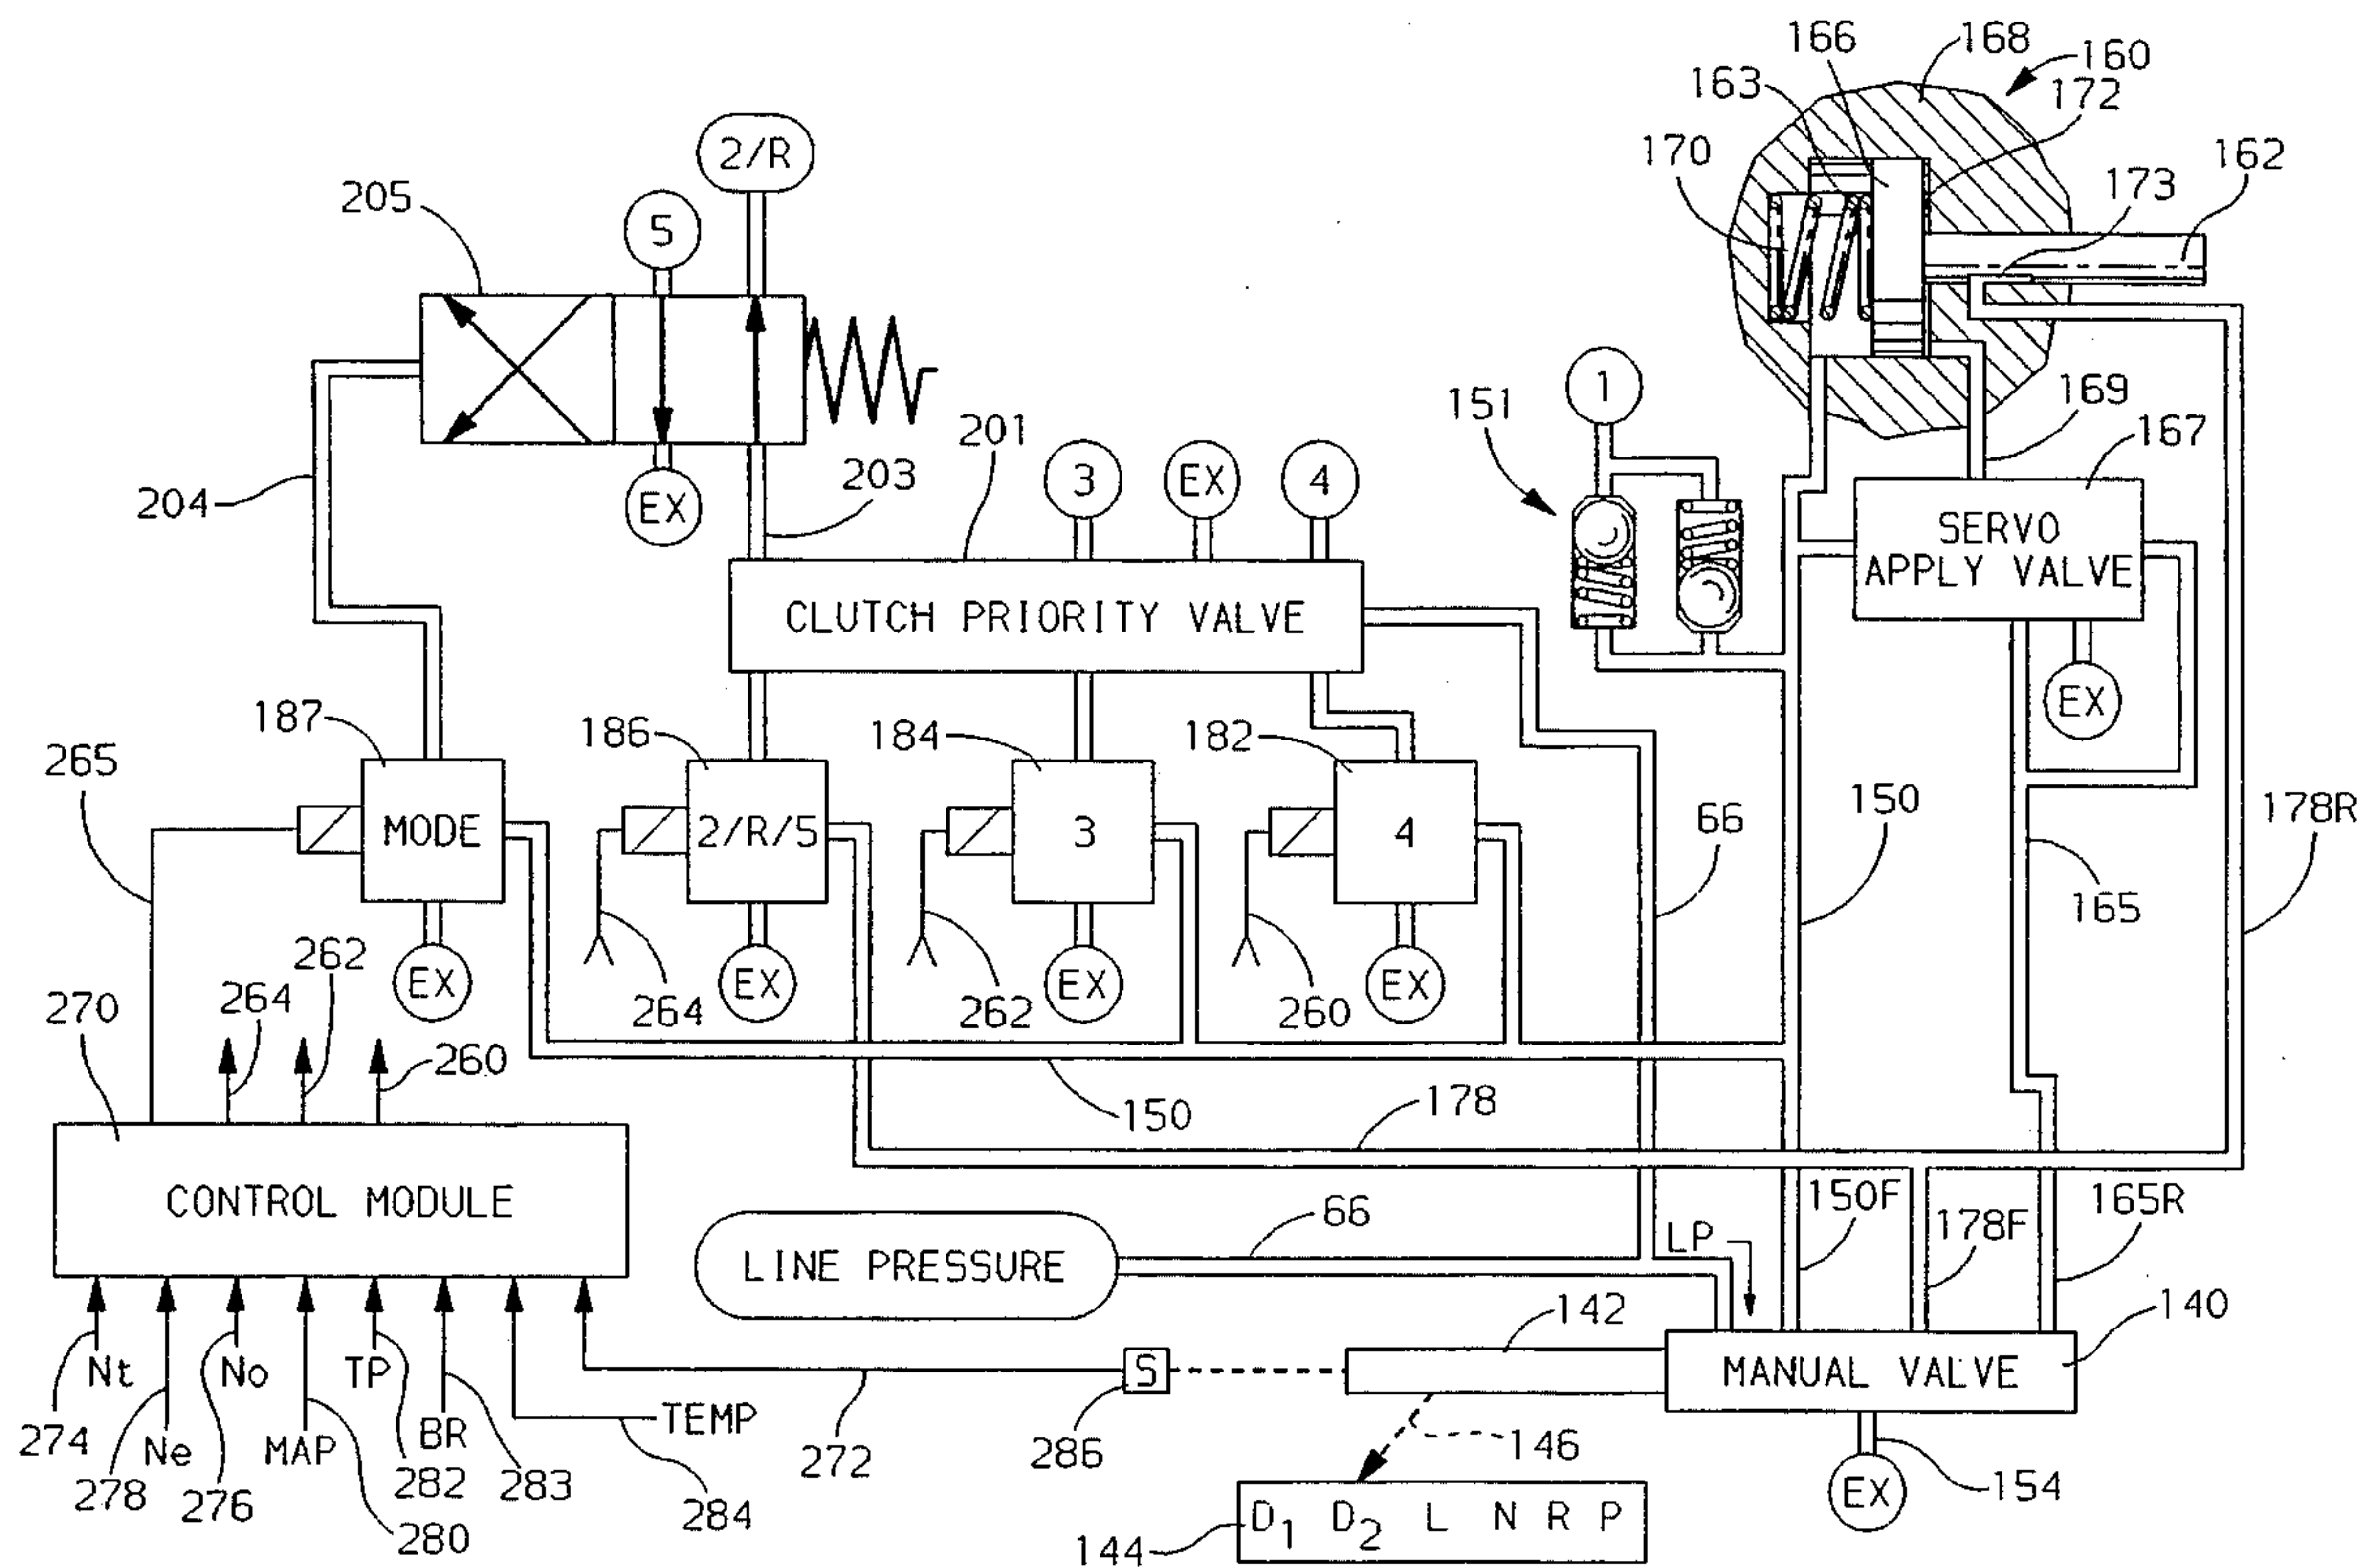 166
168
160
163
172
2/R
170
162
205
5
173
1
151
169
201
167
203
3
EX
4
204
EX
SERVO
APPLY VALVE
CLUTCH PRIORITY VALVE
EX
187
186
184
182
265
150
178R
66
MODE
2/R/5
3
4
165
262
264
EX
264
EX
262
EX
260
EX
270
260
150
178
CONTROL MODULE
66
150F
178F
165R
LP
LINE PRESSURE
142
140
Nt
No
TP
S
MANUAL VALVE
274
Ne
MAP
BR
TEMP
278
276
282
283
284
272
286
146
280
EX
154
144
D1 D2 L N R P